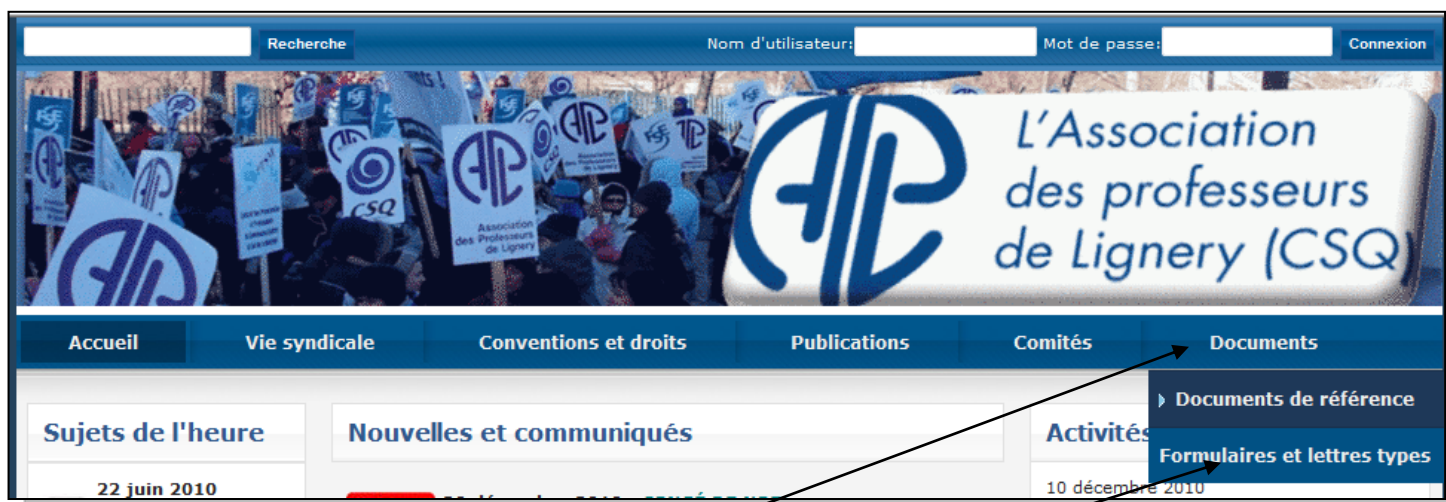 Recherche
Nom d'utilisateur:
Mot de passe:
Connexion
APL
CSQ
Association
des Professeurs
de Lignery
L'Association
des professeurs
de Lignery (CSQ)
Accueil
Vie syndicale
Conventions et droits
Publications
Comités
Documents
Documents de référence
Formulaires et lettres types
Sujets de l'heure
Nouvelles et communiqués
Activités
22 juin 2010
10 décembre 2010